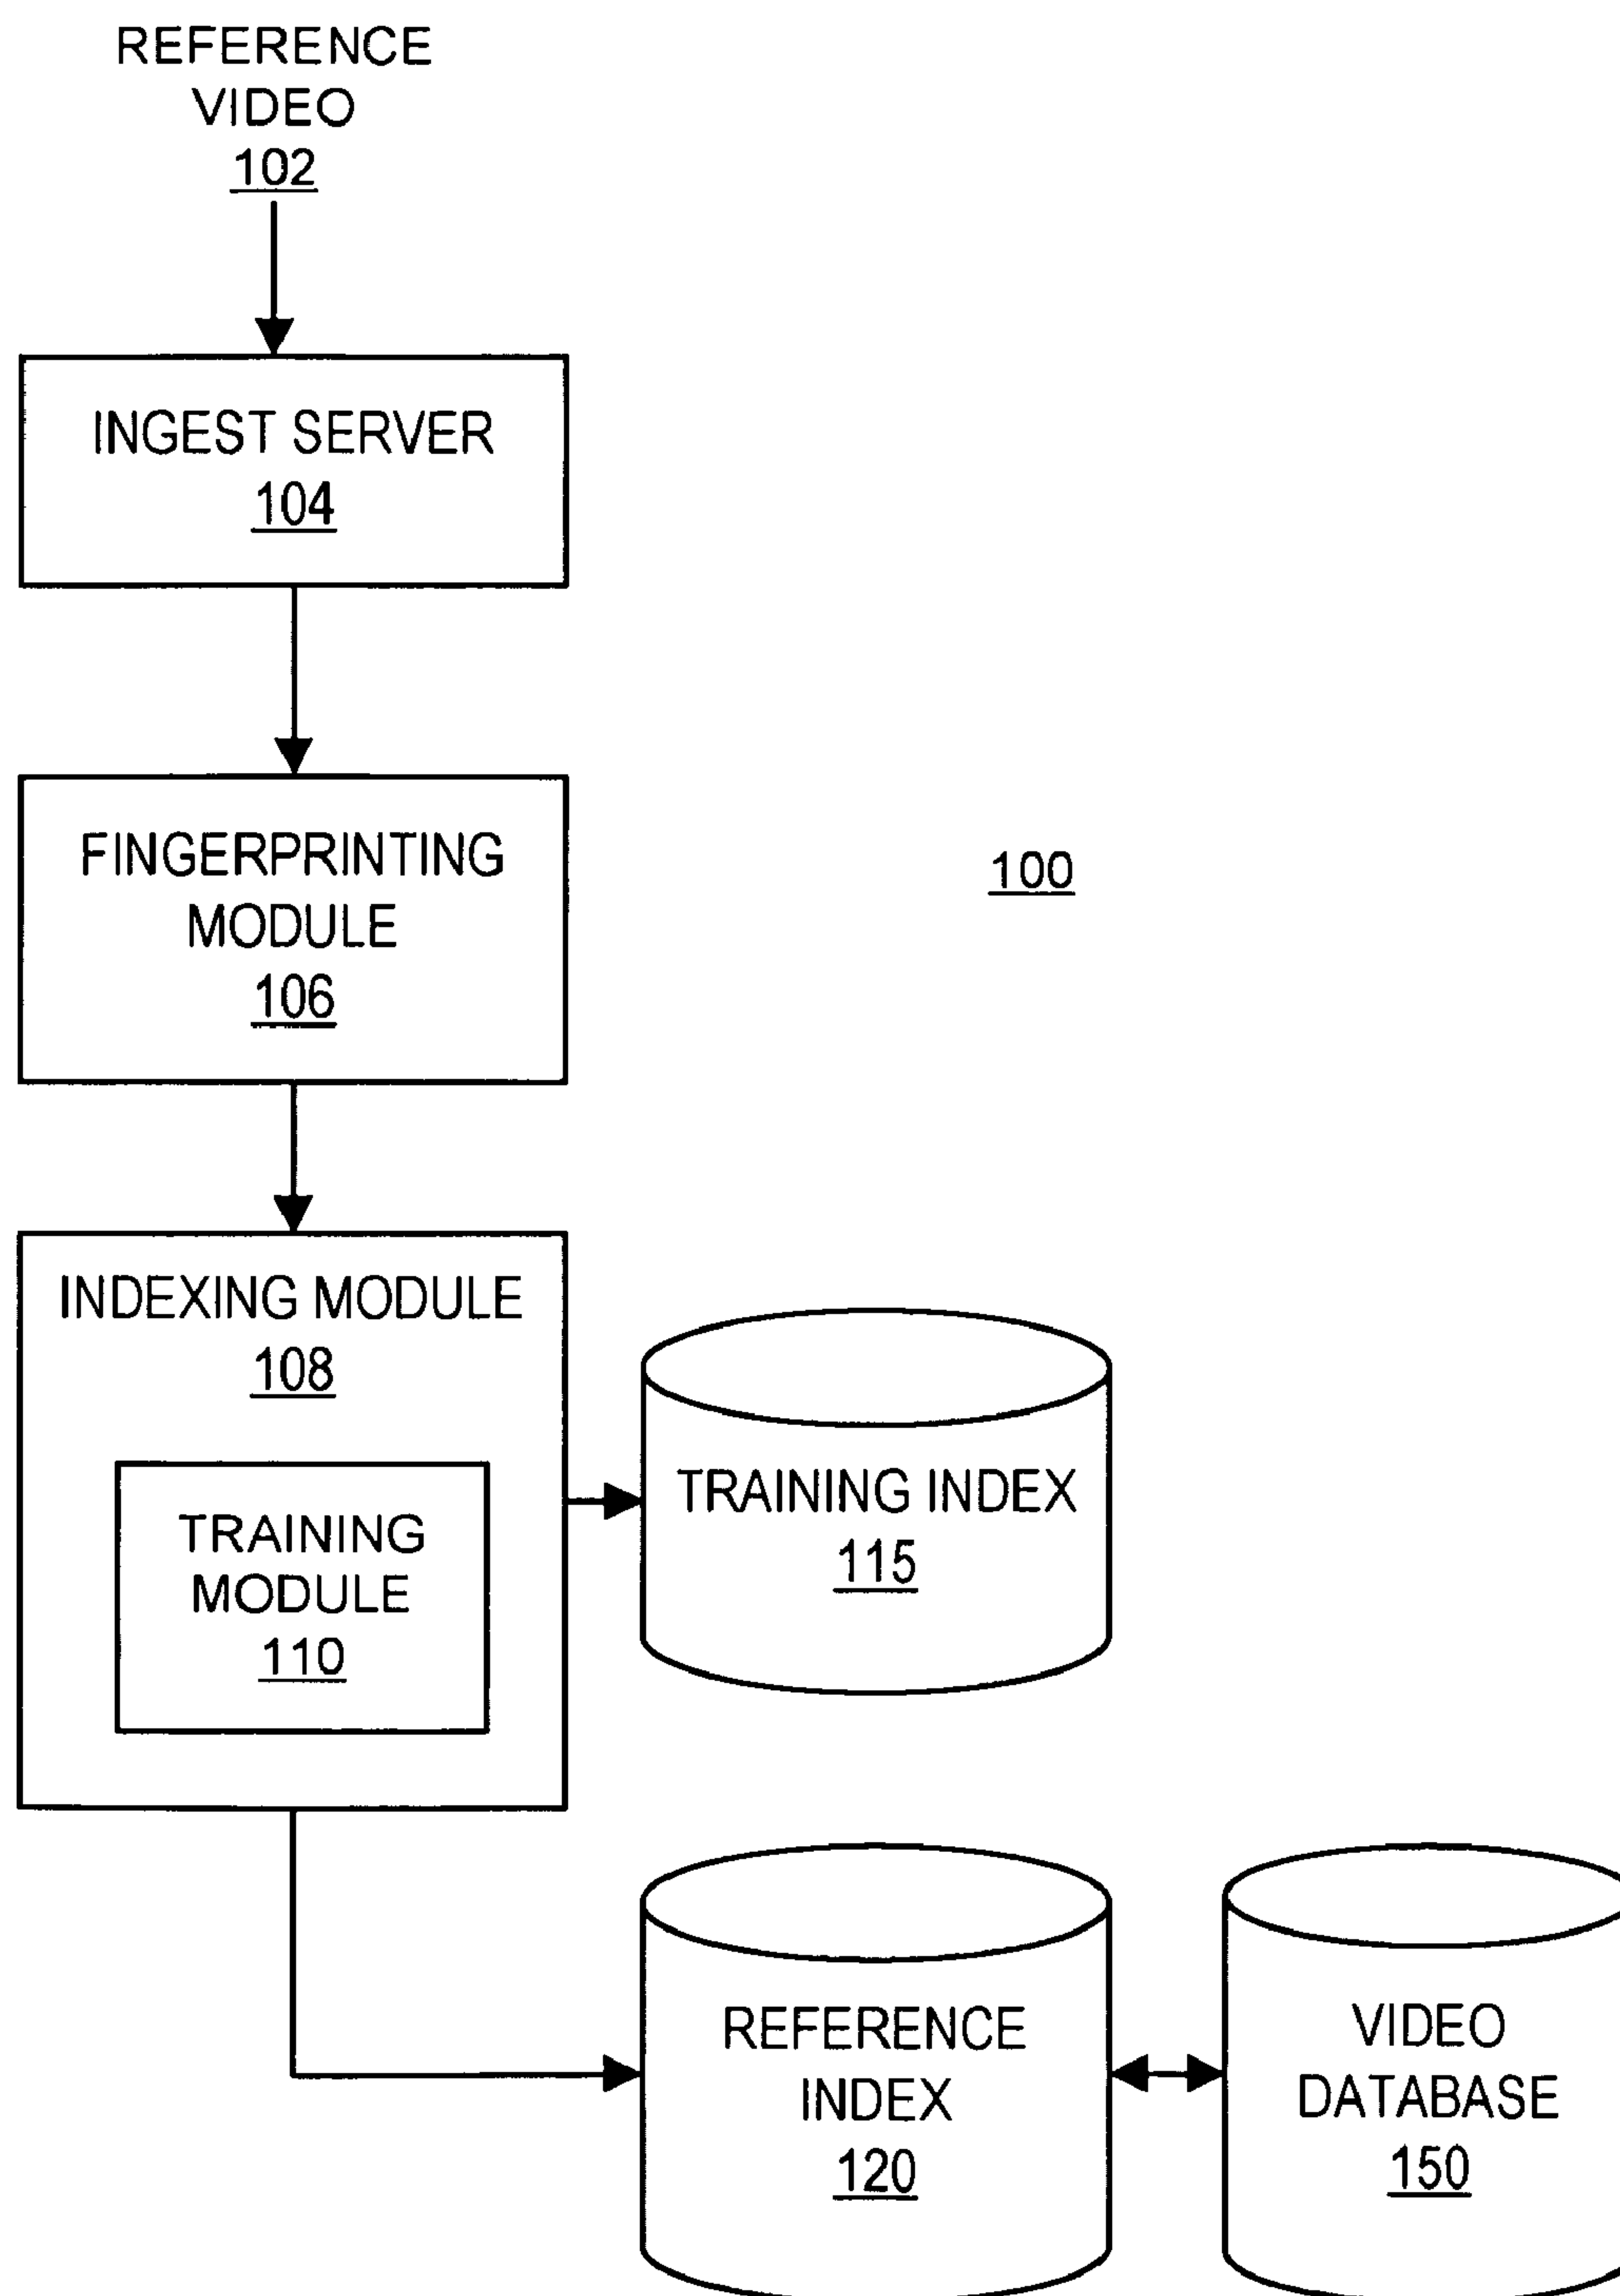 REFERENCE
VIDEO
102
INGEST SERVER
104
FINGERPRINTING
MODULE
106
100
INDEXING MODULE
108
TRAINING
MODULE
110
TRAINING INDEX
115
REFERENCE
INDEX
120
VIDEO
DATABASE
150